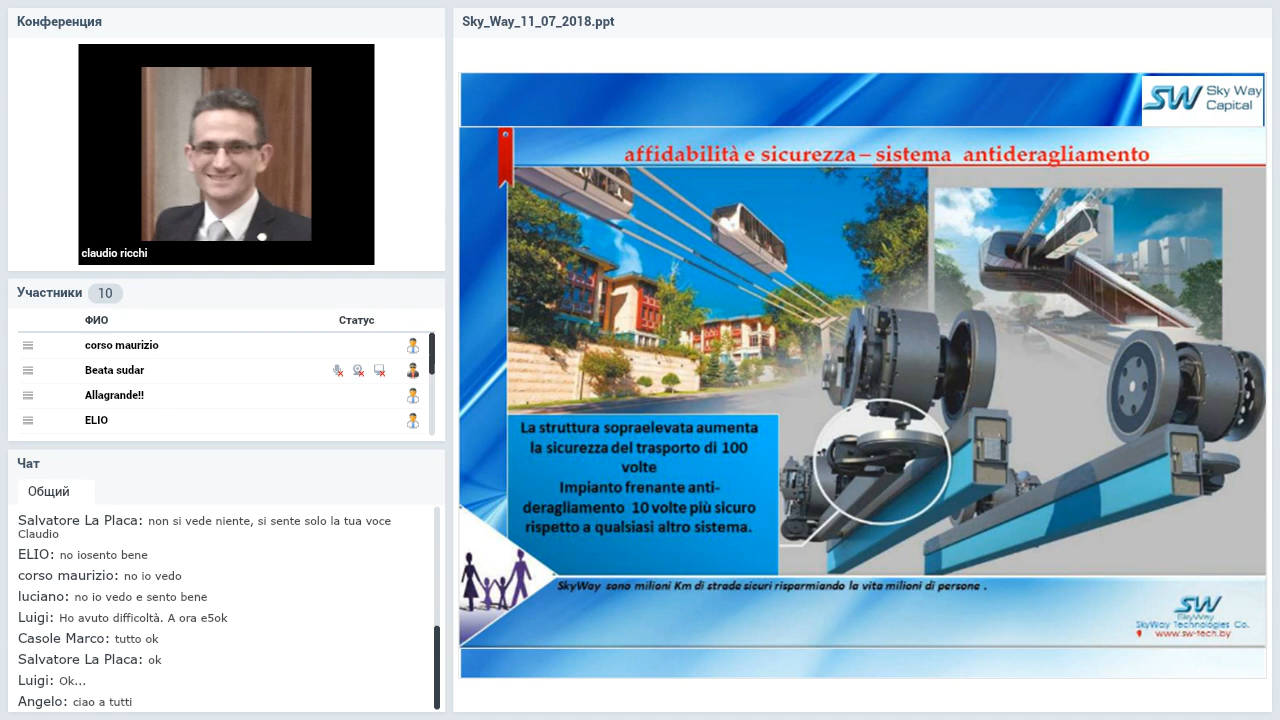 Конференция
claudio ricchi
Участники 10
ФИО Статус
corso maurizio
Beata sudar
Allagrande!!
ELIO
Чат
Общий
Salvatore La Placa: non si vede niente, si sente solo la tua voce
Claudio
ELIO: no iosento bene
corso maurizio: no io vedo
luciano: no io vedo e sento bene
Luigi: Ho avuto difficoltà. A ora e5ok
Casole Marco: tutto ok
Salvatore La Placa: ok
Luigi: Ok...
Angelo: ciao a tutti
Sky_Way_11_07_2018.ppt
SW Sky Way
Capital
affidabilità e sicurezza – sistema antideragliamento
La struttura sopraelevata aumenta
la sicurezza del trasporto di 100
volte
Impianto frenante anti-
deragliamento 10 volte più sicuro
rispetto a qualsiasi altro sistema.
SkyWay sono milioni Km di strade sicuri risparmiando la vita milioni di persone .
SW
SkyWay
SkyWay Technologies Co.
www.sw-tech.by